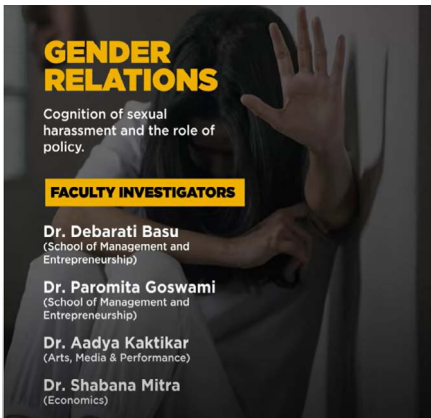 GENDER
RELATIONS
Cognition of sexual
harassment and the role of
policy.
FACULTY INVESTIGATORS
Dr. Debarati Basu
(School of Management and
Entrepreneurship)
Dr. Paromita Goswami
(School of Management and
Entrepreneurship)
Dr. Aadya Kaktikar
(Arts, Media & Performance)
Dr. Shabana Mitra
(Economics)